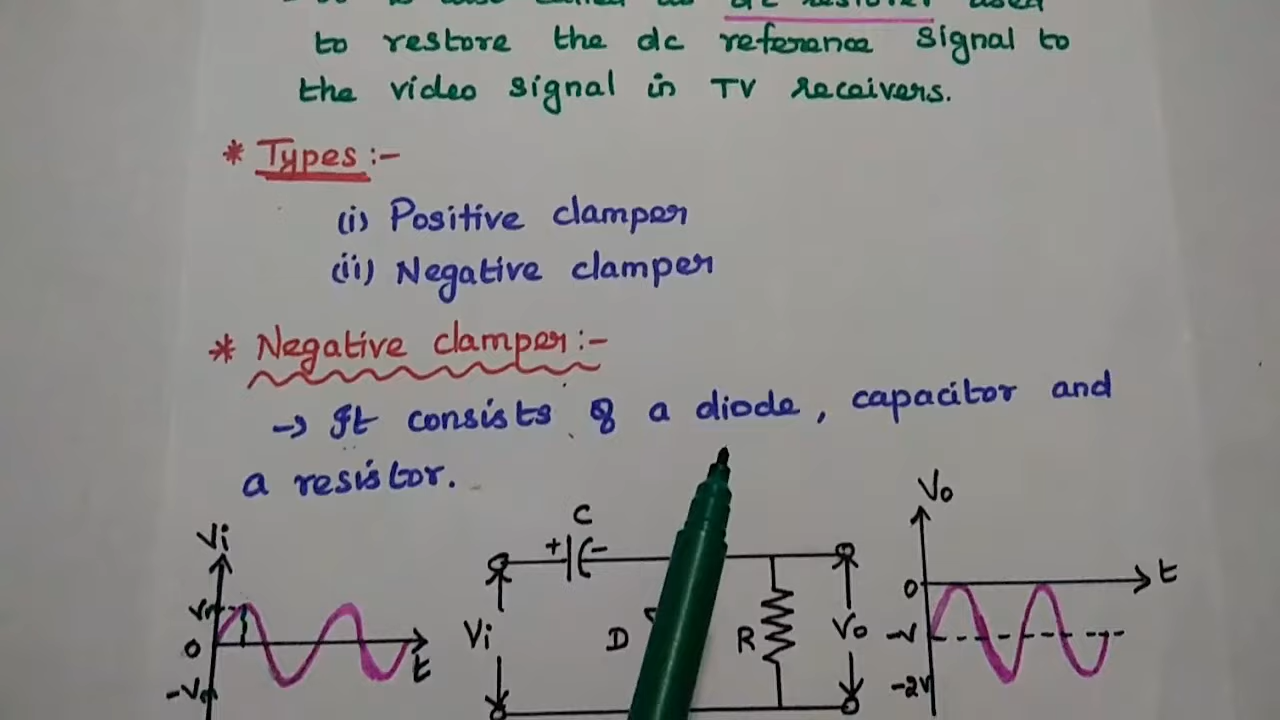 to restore the dc reference signal to
the video signal in TV receivers.
* Types :-
(i) Positive clamper
(ii) Negative clamper
* Negative clamper :-
→ It consists of a diode, capacitor and
a resistor.
Vi
0
t
C
+ -
Vi
D
R
Vo
Vo
0
t
-V
-2V